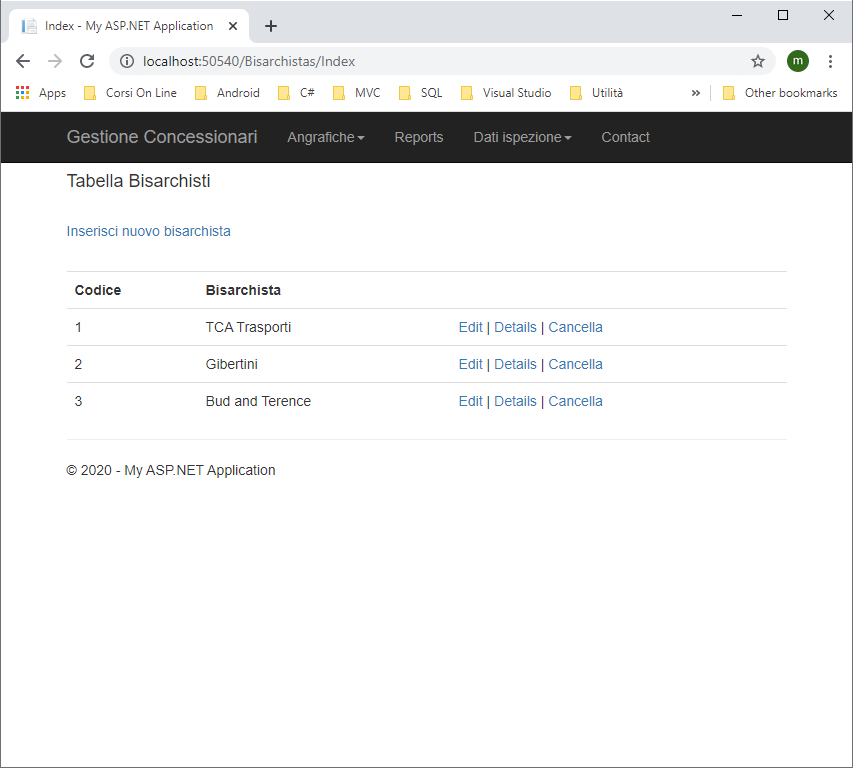 Index - My ASP.NET Application
localhost:50540/Bisarchistas/Index
m
Apps Corsi On Line Android C# MVC SQL Visual Studio Utilità » Other bookmarks
Gestione Concessionari Angrafiche Reports Dati ispezione Contact
Tabella Bisarchisti
Inserisci nuovo bisarchista
Codice Bisarchista
1 TCA Trasporti Edit | Details | Cancella
2 Gibertini Edit | Details | Cancella
3 Bud and Terence Edit | Details | Cancella
© 2020 - My ASP.NET Application